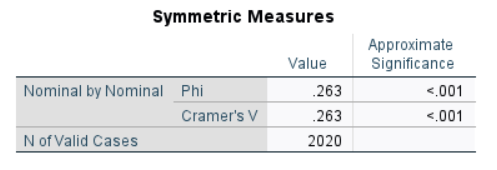 Symmetric Measures
Value Approximate Significance
Nominal by Nominal Phi .263 <.001
Cramer's V .263 <.001
N of Valid Cases 2020